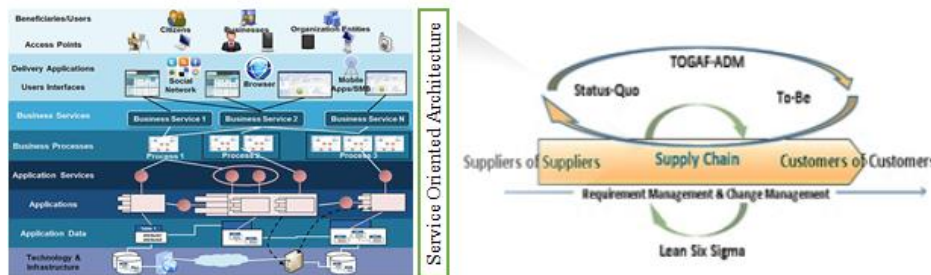 Beneficiaries/Users
Citizens
Businesses
Organization Entities
Access Points
Delivery Applications
Users Interfaces
Social
Network
Browser
Mobile
Apps/SMS
Business Services
Business Service 1
Business Service 2
Business Service N
Business Processes
Process 1
Process 2
Process 3
Application Services
Applications
Application Data
Table 1
Technology &
Infrastructure
Service Oriented Architecture
TOGAF-ADM
Status-Quo
To-Be
Suppliers of Suppliers
Supply Chain
Customers of Customers
Requirement Management & Change Management
Lean Six Sigma